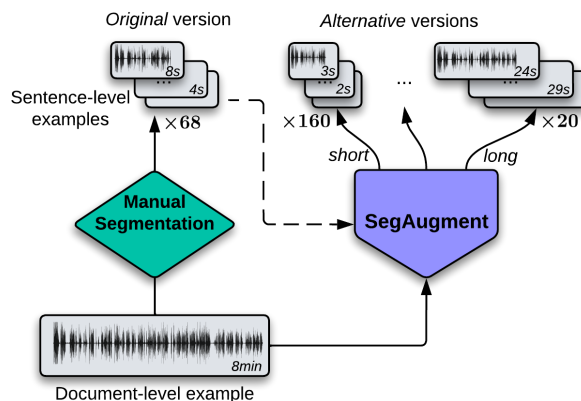 Original version
Alternative versions
8s
...
4s
3s
...
2s
...
24s
...
29s
Sentence-level
examples
×68
×160
×20
short
long
Manual
Segmentation
SegAugment
8min
Document-level example